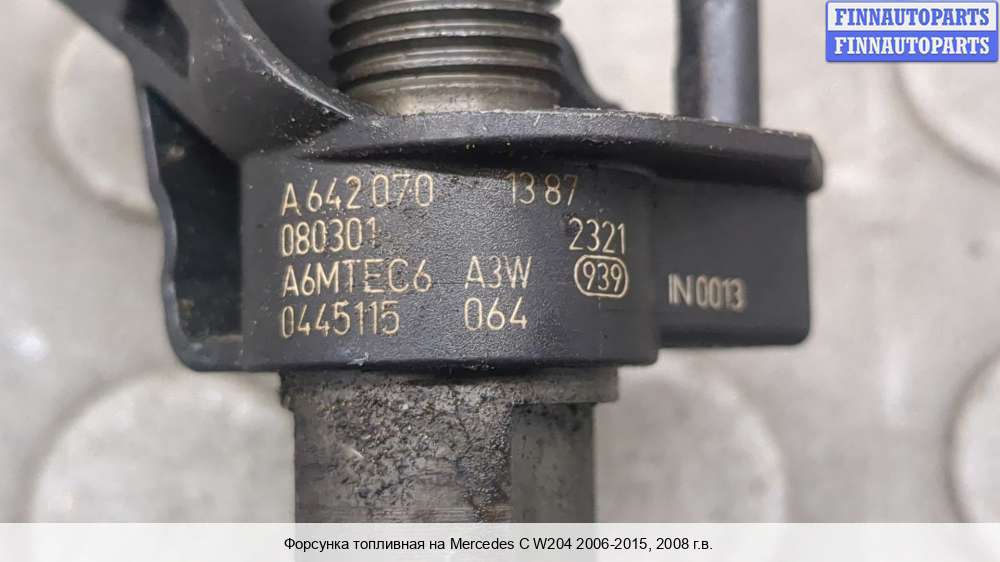 FINNAUTOPARTS
FINNAUTOPARTS
A 642 070 13 87
080301 2321
A6MTEC6 A3W 939
0445115 064
IN0013
Форсунка топливная на Mercedes C W204 2006-2015, 2008 г.в.